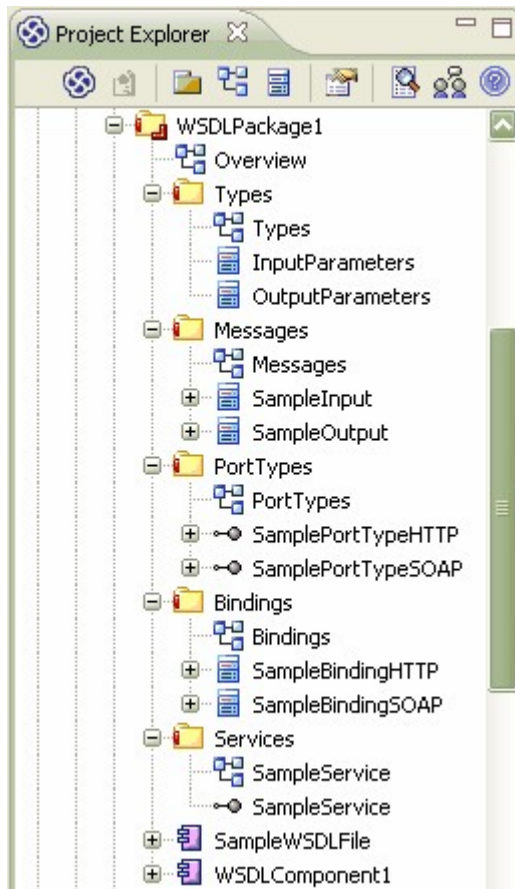 Project Explorer
WSDLPackage1
Overview
Types
Types
InputParameters
OutputParameters
Messages
Messages
SampleInput
SampleOutput
PortTypes
PortTypes
SamplePortTypeHTTP
SamplePortTypeSOAP
Bindings
Bindings
SampleBindingHTTP
SampleBindingSOAP
Services
SampleService
SampleService
SampleWSDLFile
WSDLComponent1